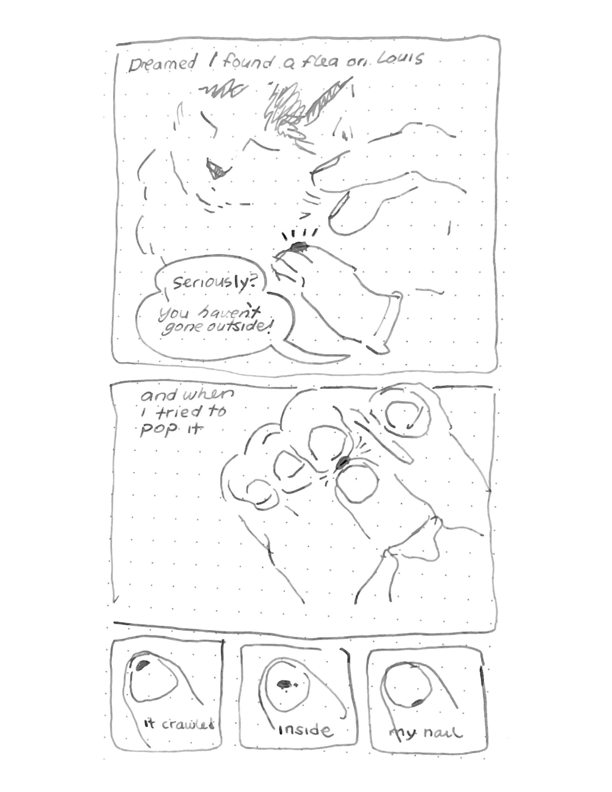 Dreamed I found a flea on Louis
Seriously?
You haven't
gone outside!
and when
I tried to
pop it
it crawled
inside
my nail